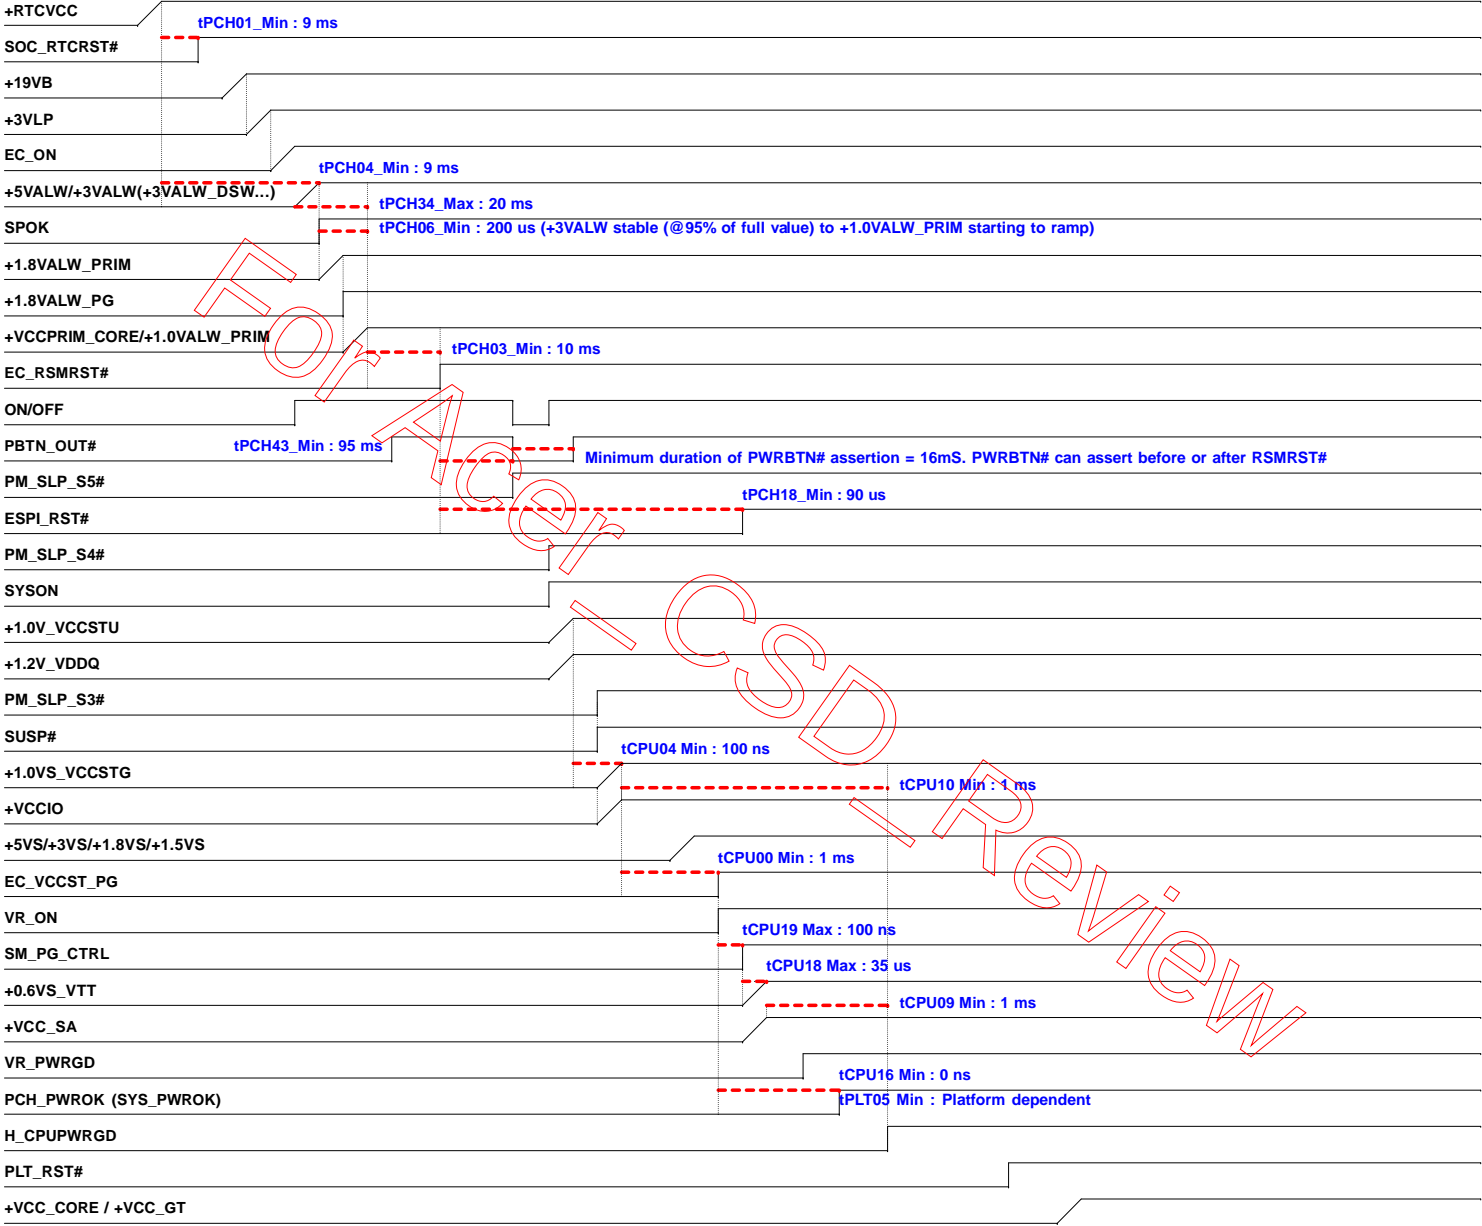 +RTCVCC
tPCH01_Min : 9 ms
SOC_RTCRST#
+19VB
+3VLP
EC_ON
tPCH04_Min : 9 ms
+5VALW/+3VALW(+3VALW_DSW...)
tPCH34_Max : 20 ms
SPOK
tPCH06_Min : 200 us (+3VALW stable (@95% of full value) to +1.0VALW_PRIM starting to ramp)
+1.8VALW_PRIM
+1.8VALW_PG
+VCCPRIM_CORE/+1.0VALW_PRIM
tPCH03_Min : 10 ms
EC_RSMRST#
ON/OFF
PBTN_OUT#
tPCH43_Min : 95 ms
Minimum duration of PWRBTN# assertion = 16mS. PWRBTN# can assert before or after RSMRST#
PM_SLP_S5#
tPCH18_Min : 90 us
ESPI_RST#
PM_SLP_S4#
SYSON
+1.0V_VCCSTU
+1.2V_VDDQ
PM_SLP_S3#
SUSP#
tCPU04 Min : 100 ns
+1.0VS_VCCSTG
tCPU10 Min : 1 ms
+VCCIO
+5VS/+3VS/+1.8VS/+1.5VS
tCPU00 Min : 1 ms
EC_VCCST_PG
VR_ON
tCPU19 Max : 100 ns
SM_PG_CTRL
tCPU18 Max : 35 us
+0.6VS_VTT
tCPU09 Min : 1 ms
+VCC_SA
VR_PWRGD
tCPU16 Min : 0 ns
PCH_PWROK (SYS_PWROK)
tPLT05 Min : Platform dependent
H_CPUPWRGD
PLT_RST#
+VCC_CORE / +VCC_GT
For Acer - CSD - Review